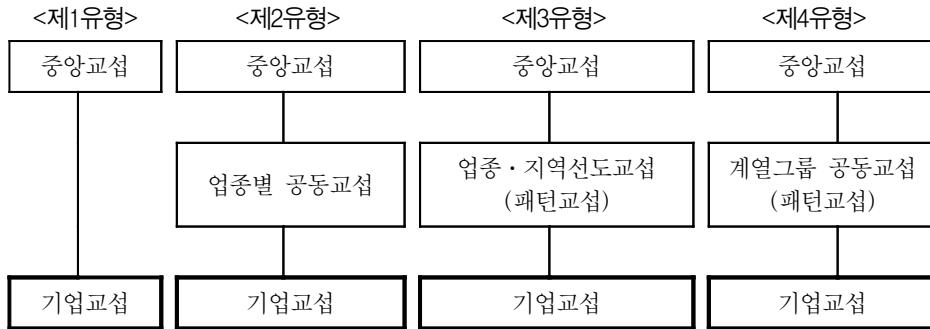 <제1유형> <제2유형> <제3유형> <제4유형>
중앙교섭 중앙교섭 중앙교섭 중앙교섭
업종별 공동교섭 업종·지역선도교섭 (패턴교섭) 계열그룹 공동교섭 (패턴교섭)
기업교섭 기업교섭 기업교섭 기업교섭